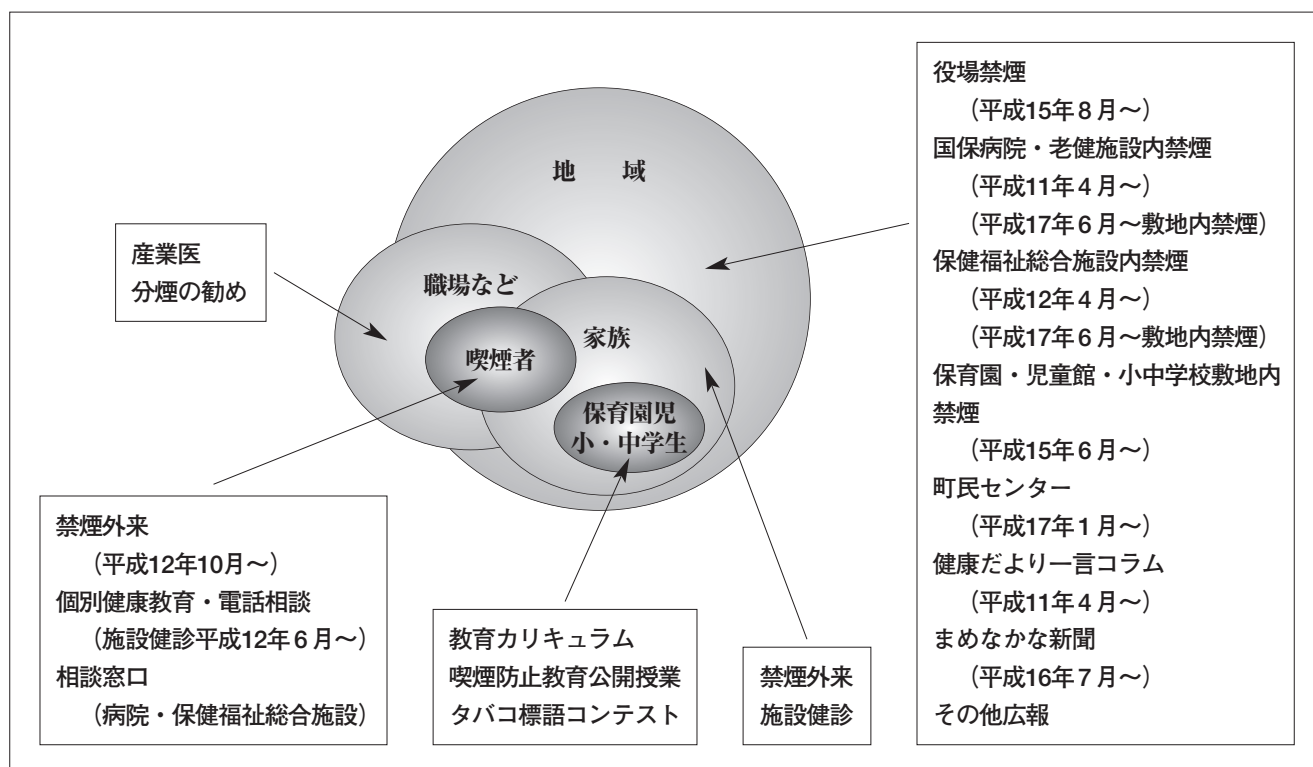 地　域
職場など
家族
喫煙者
保育園児
小・中学生
産業医
分煙の勧め
禁煙外来
（平成12年10月～）
個別健康教育・電話相談
（施設健診平成12年６月～）
相談窓口
（病院・保健福祉総合施設）
教育カリキュラム
喫煙防止教育公開授業
タバコ標語コンテスト
禁煙外来
施設健診
役場禁煙
（平成15年８月～）
国保病院・老健施設内禁煙
（平成11年４月～）
（平成17年６月～敷地内禁煙）
保健福祉総合施設内禁煙
（平成12年４月～）
（平成17年６月～敷地内禁煙）
保育園・児童館・小中学校敷地内
禁煙
（平成15年６月～）
町民センター
（平成17年１月～）
健康だより一言コラム
（平成11年４月～）
まめなかな新聞
（平成16年７月～）
その他広報